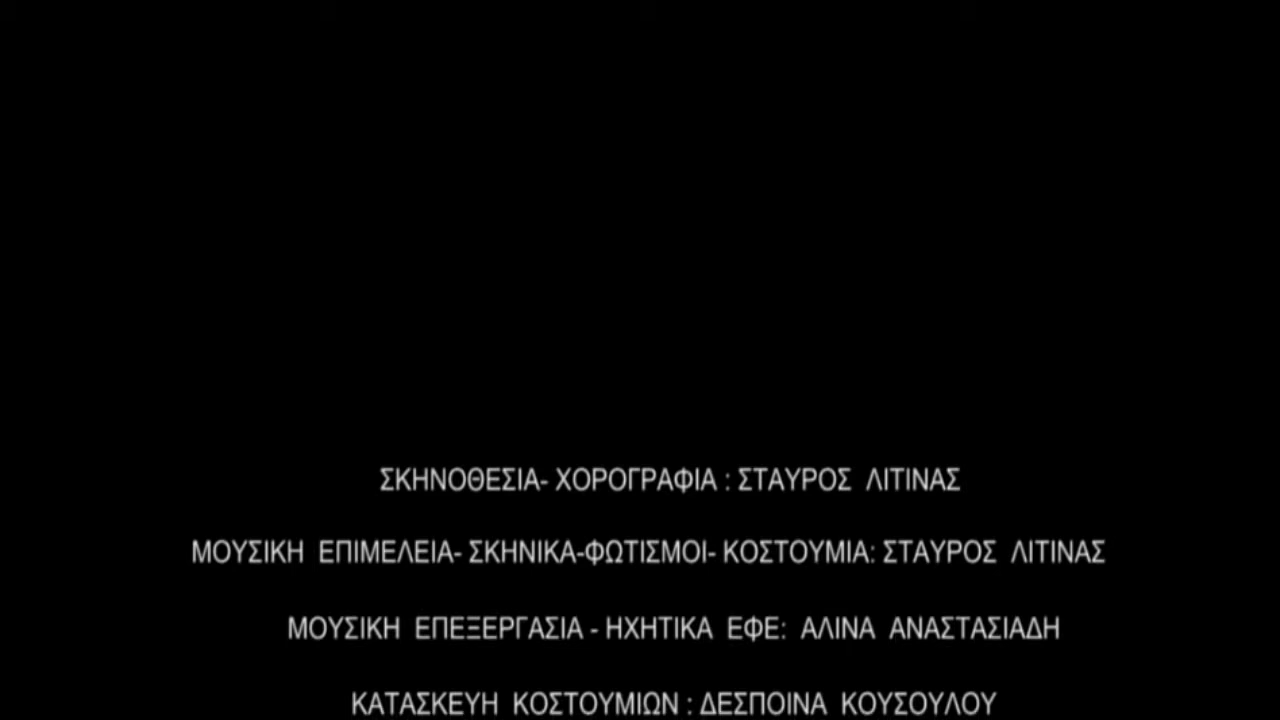 ΣΚΗΝΟΘΕΣΙΑ- ΧΟΡΟΓΡΑΦΙΑ : ΣΤΑΥΡΟΣ ΛΙΤΙΝΑΣ
ΜΟΥΣΙΚΗ ΕΠΙΜΕΛΕΙΑ- ΣΚΗΝΙΚΑ-ΦΩΤΙΣΜΟΙ- ΚΟΣΤΟΥΜΙΑ: ΣΤΑΥΡΟΣ ΛΙΤΙΝΑΣ
ΜΟΥΣΙΚΗ ΕΠΕΞΕΡΓΑΣΙΑ - ΗΧΗΤΙΚΑ ΕΦΕ: ΑΛΙΝΑ ΑΝΑΣΤΑΣΙΑΔΗ
ΚΑΤΑΣΚΕΥΗ ΚΟΣΤΟΥΜΙΩΝ : ΔΕΣΠΟΙΝΑ ΚΟΥΣΟΥΛΟΥ